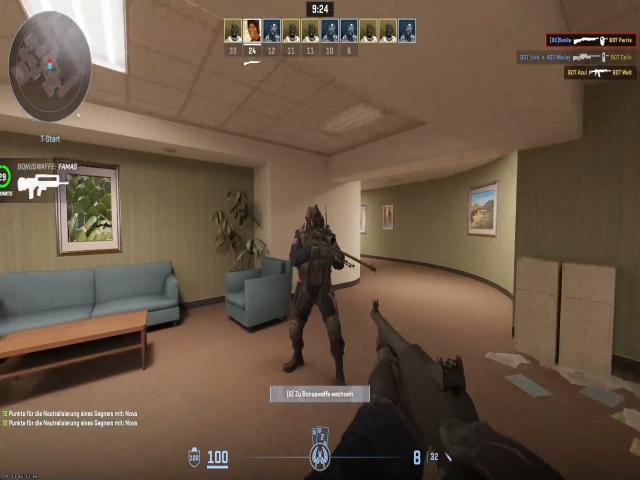 9:24
33 24 12 11 11 10 6
BOT Ferris
BOT York + BOT Wesley BOT Colin
BOT Azul BOT Walt
T-Start
29
BONUSWAFFE: FAMAS
PUNKTE
[G] Zu Bonuswaffe wechseln
12 Punkte für die Neutralisierung eines Gegners mit: Nova
12 Punkte für die Neutralisierung eines Gegners mit: Nova
100 100
8 / 32